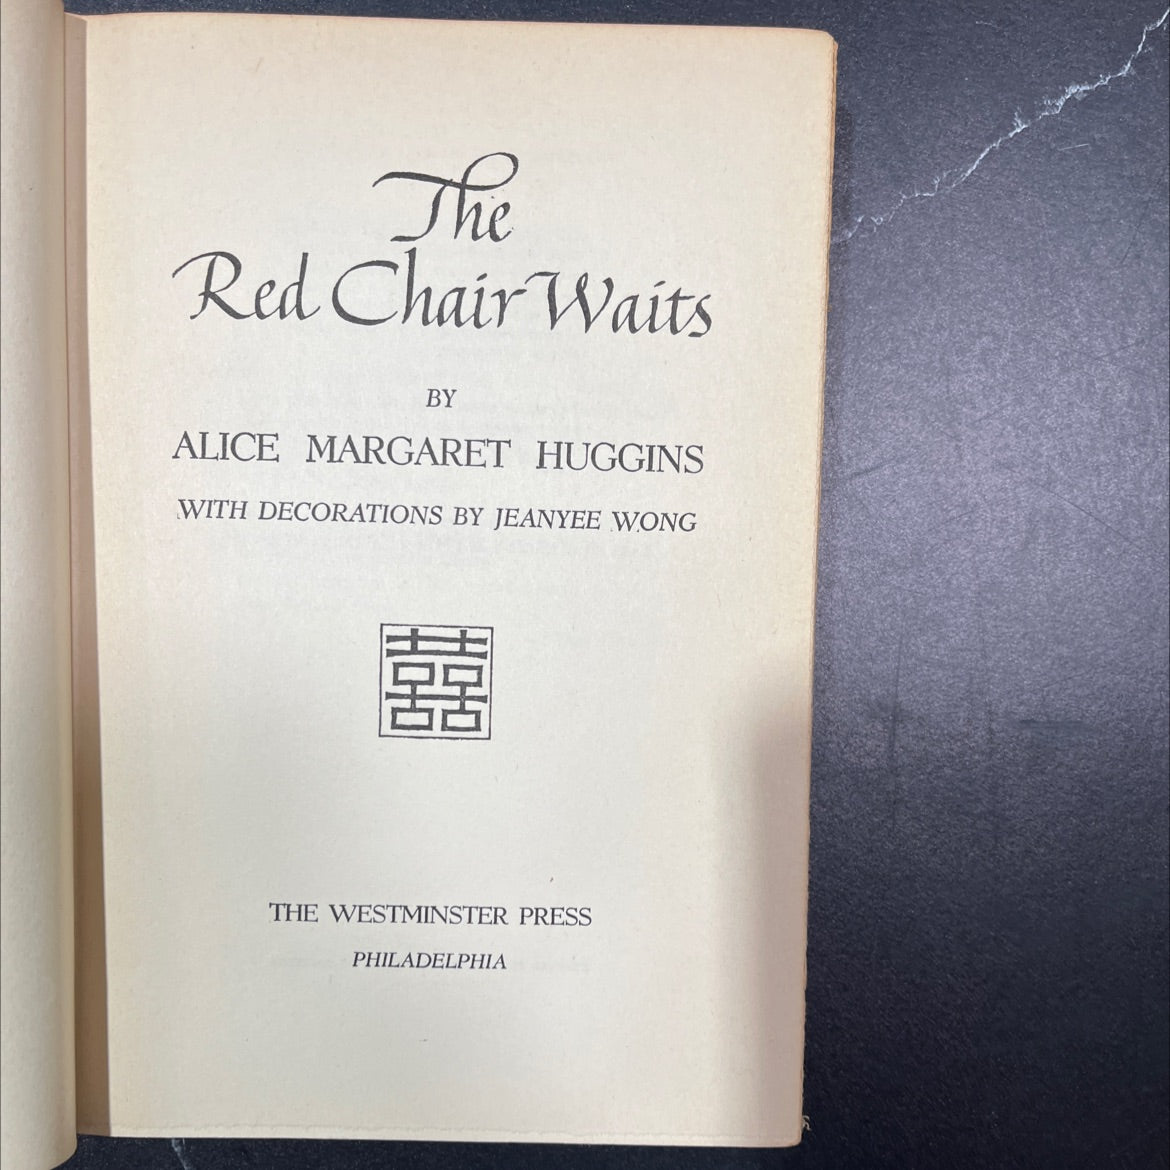 The
Red Chair Waits
BY
ALICE MARGARET HUGGINS
WITH DECORATIONS BY JEANYEE WONG
囍
THE WESTMINSTER PRESS
PHILADELPHIA